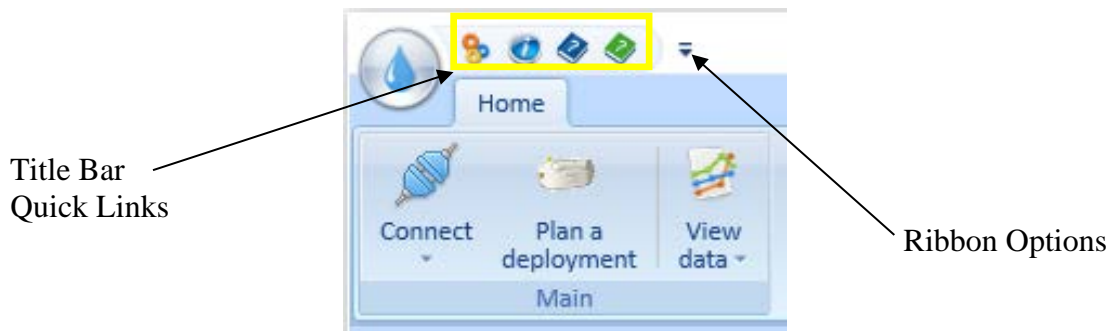 Home
Title Bar
Quick Links
Connect
Plan a
deployment
View
data
Main
Ribbon Options